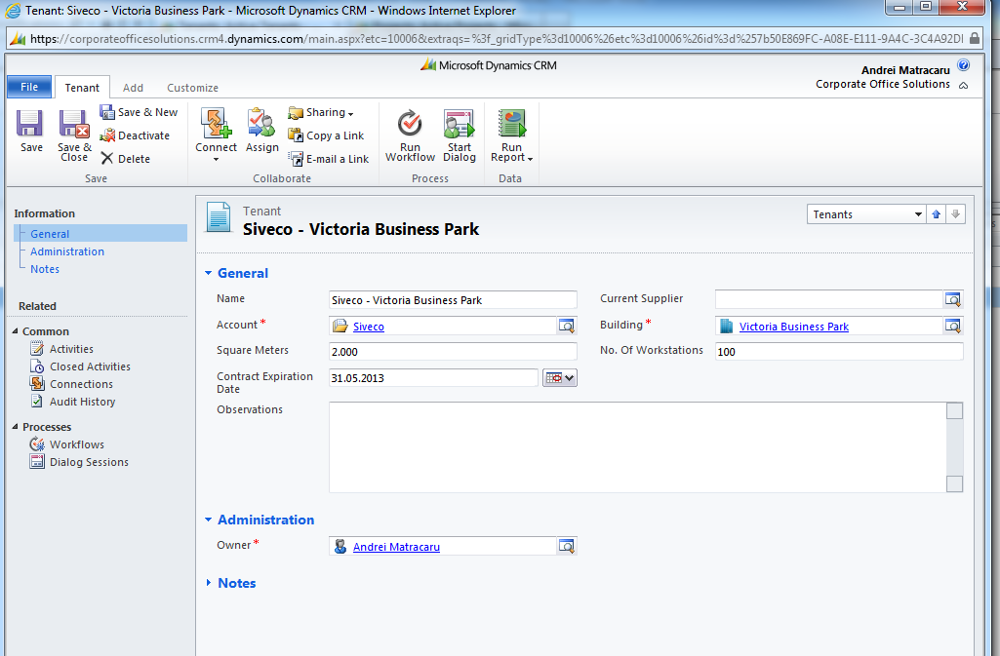 Tenant: Siveco - Victoria Business Park - Microsoft Dynamics CRM - Windows Internet Explorer
https://corporateofficesolutions.crm4.dynamics.com/main.aspx?etc=10006&extraqs=%3f_gridType%3d10006%26etc%3d10006%26id%3d%257b50E869FC-A08E-E111-9A4C-3C4A92DI
Microsoft Dynamics CRM
Andrei Matracaru
Corporate Office Solutions
File Tenant Add Customize
Save
Save & Close
Save & New
Deactivate
Delete
Save
Connect
Assign
Sharing
Copy a Link
E-mail a Link
Collaborate
Run Workflow
Start Dialog
Process
Run Report
Data
Information
General
Administration
Notes
Related
Common
Activities
Closed Activities
Connections
Audit History
Processes
Workflows
Dialog Sessions
Tenant
Siveco - Victoria Business Park
Tenants
General
Name Siveco - Victoria Business Park Current Supplier
Account * Siveco Building * Victoria Business Park
Square Meters 2.000 No. Of Workstations 100
Contract Expiration Date 31.05.2013
Observations
Administration
Owner * Andrei Matracaru
Notes